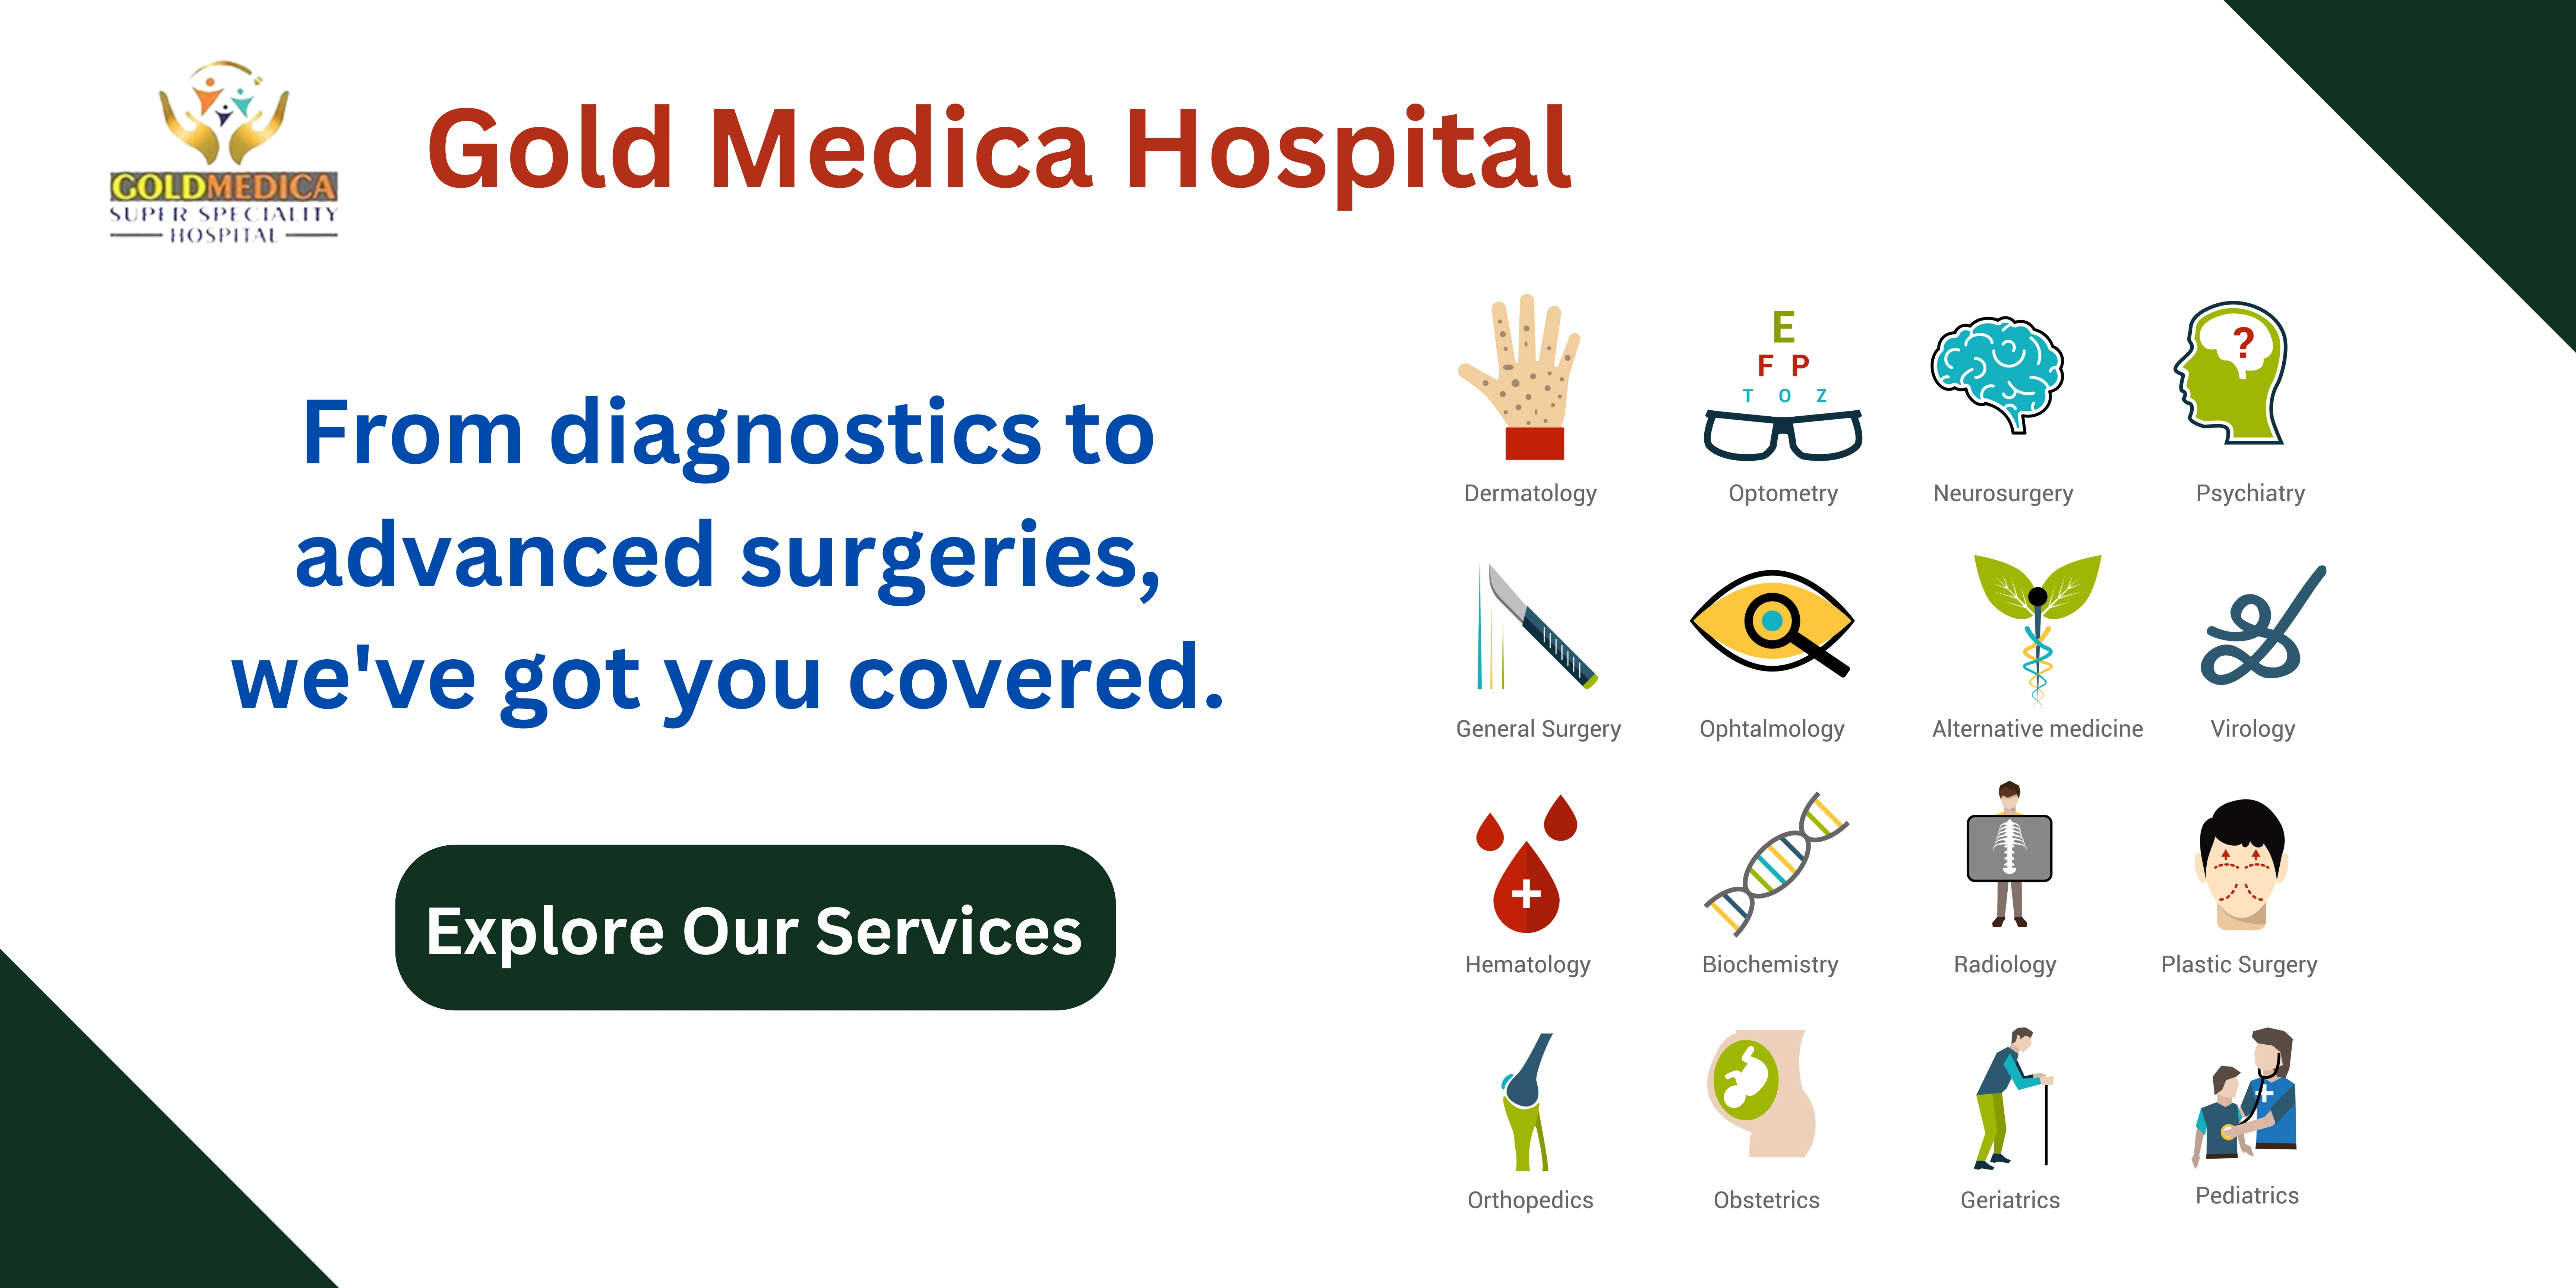 GOLDMEDICA
SUPER SPECIALITY
HOSPITAL
Gold Medica Hospital
From diagnostics to
advanced surgeries,
we've got you covered.
Explore Our Services
E
F P
T O Z
?
Dermatology
Optometry
Neurosurgery
Psychiatry
General Surgery
Ophtalmology
Alternative medicine
Virology
Hematology
Biochemistry
Radiology
Plastic Surgery
Orthopedics
Obstetrics
Geriatrics
Pediatrics